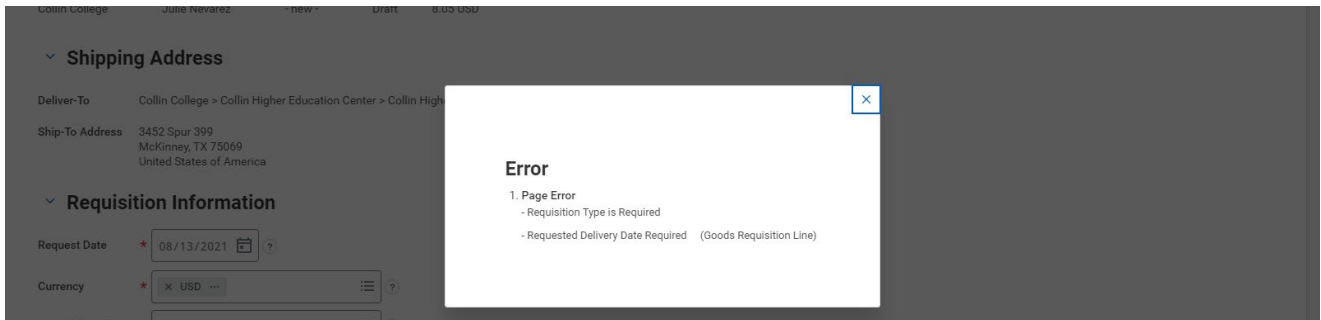 Collin College Julie Nevarez - new - Draft 8.05 USD
Shipping Address
Deliver-To Collin College > Collin Higher Education Center > Collin High
Ship-To Address 3452 Spur 399
McKinney, TX 75069
United States of America
Requisition Information
Request Date * 08/13/2021 ?
Currency * × USD ... ?
×
Error
1. Page Error
- Requisition Type is Required
- Requested Delivery Date Required (Goods Requisition Line)